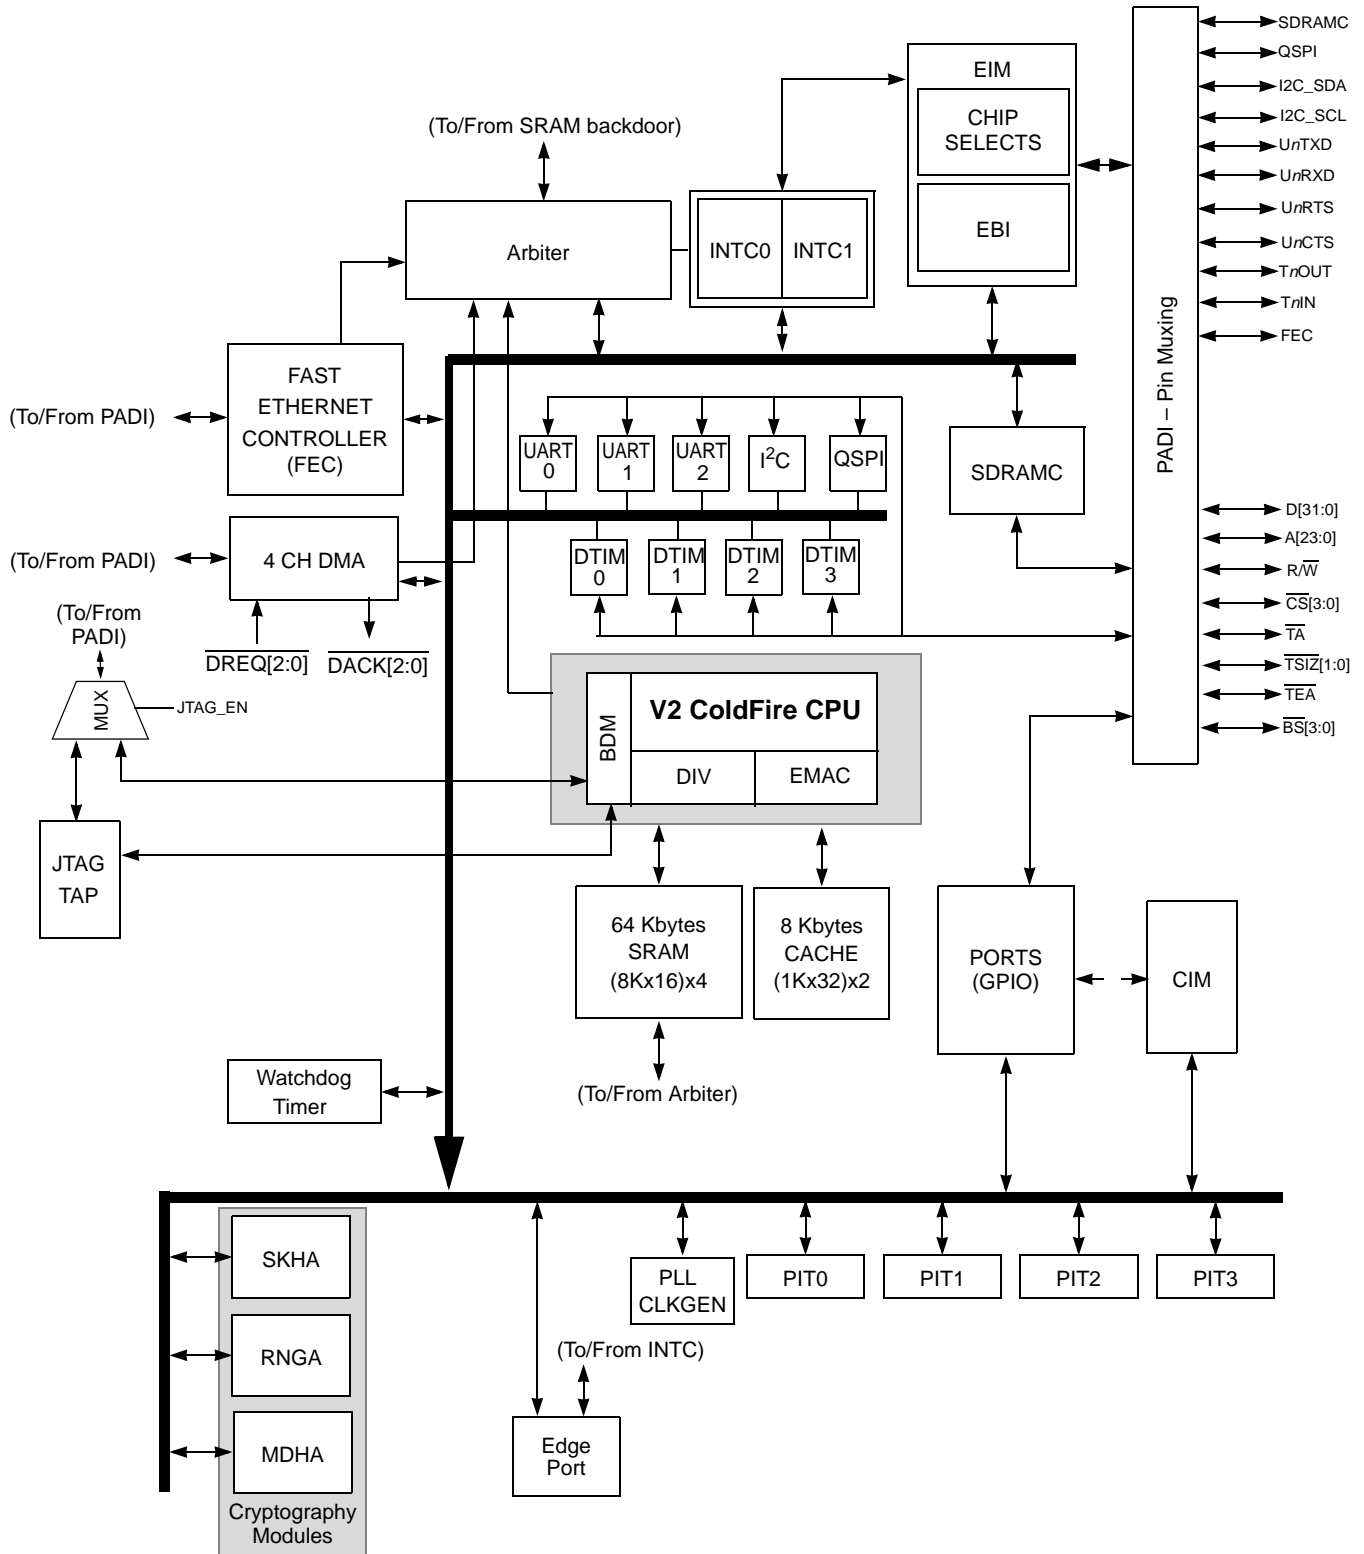 SDRAMC
QSPI
I2C_SDA
I2C_SCL
UnTXD
UnRXD
UnRTS
UnCTS
TnOUT
TnIN
FEC
PADI – Pin Muxing
D[31:0]
A[23:0]
R/W
CS[3:0]
TA
TSIZ[1:0]
TEA
BS[3:0]
EIM
CHIP
SELECTS
EBI
(To/From SRAM backdoor)
Arbiter
INTC0
INTC1
FAST
ETHERNET
CONTROLLER
(FEC)
(To/From PADI)
UART
0
UART
1
UART
2
I²C
QSPI
SDRAMC
(To/From PADI)
4 CH DMA
DTIM
0
DTIM
1
DTIM
2
DTIM
3
(To/From
PADI)
DREQ[2:0]
DACK[2:0]
MUX
JTAG_EN
BDM
V2 ColdFire CPU
DIV
EMAC
JTAG
TAP
64 Kbytes
SRAM
(8Kx16)x4
8 Kbytes
CACHE
(1Kx32)x2
PORTS
(GPIO)
CIM
Watchdog
Timer
(To/From Arbiter)
SKHA
RNGA
MDHA
Cryptography
Modules
PLL
CLKGEN
PIT0
PIT1
PIT2
PIT3
(To/From INTC)
Edge
Port